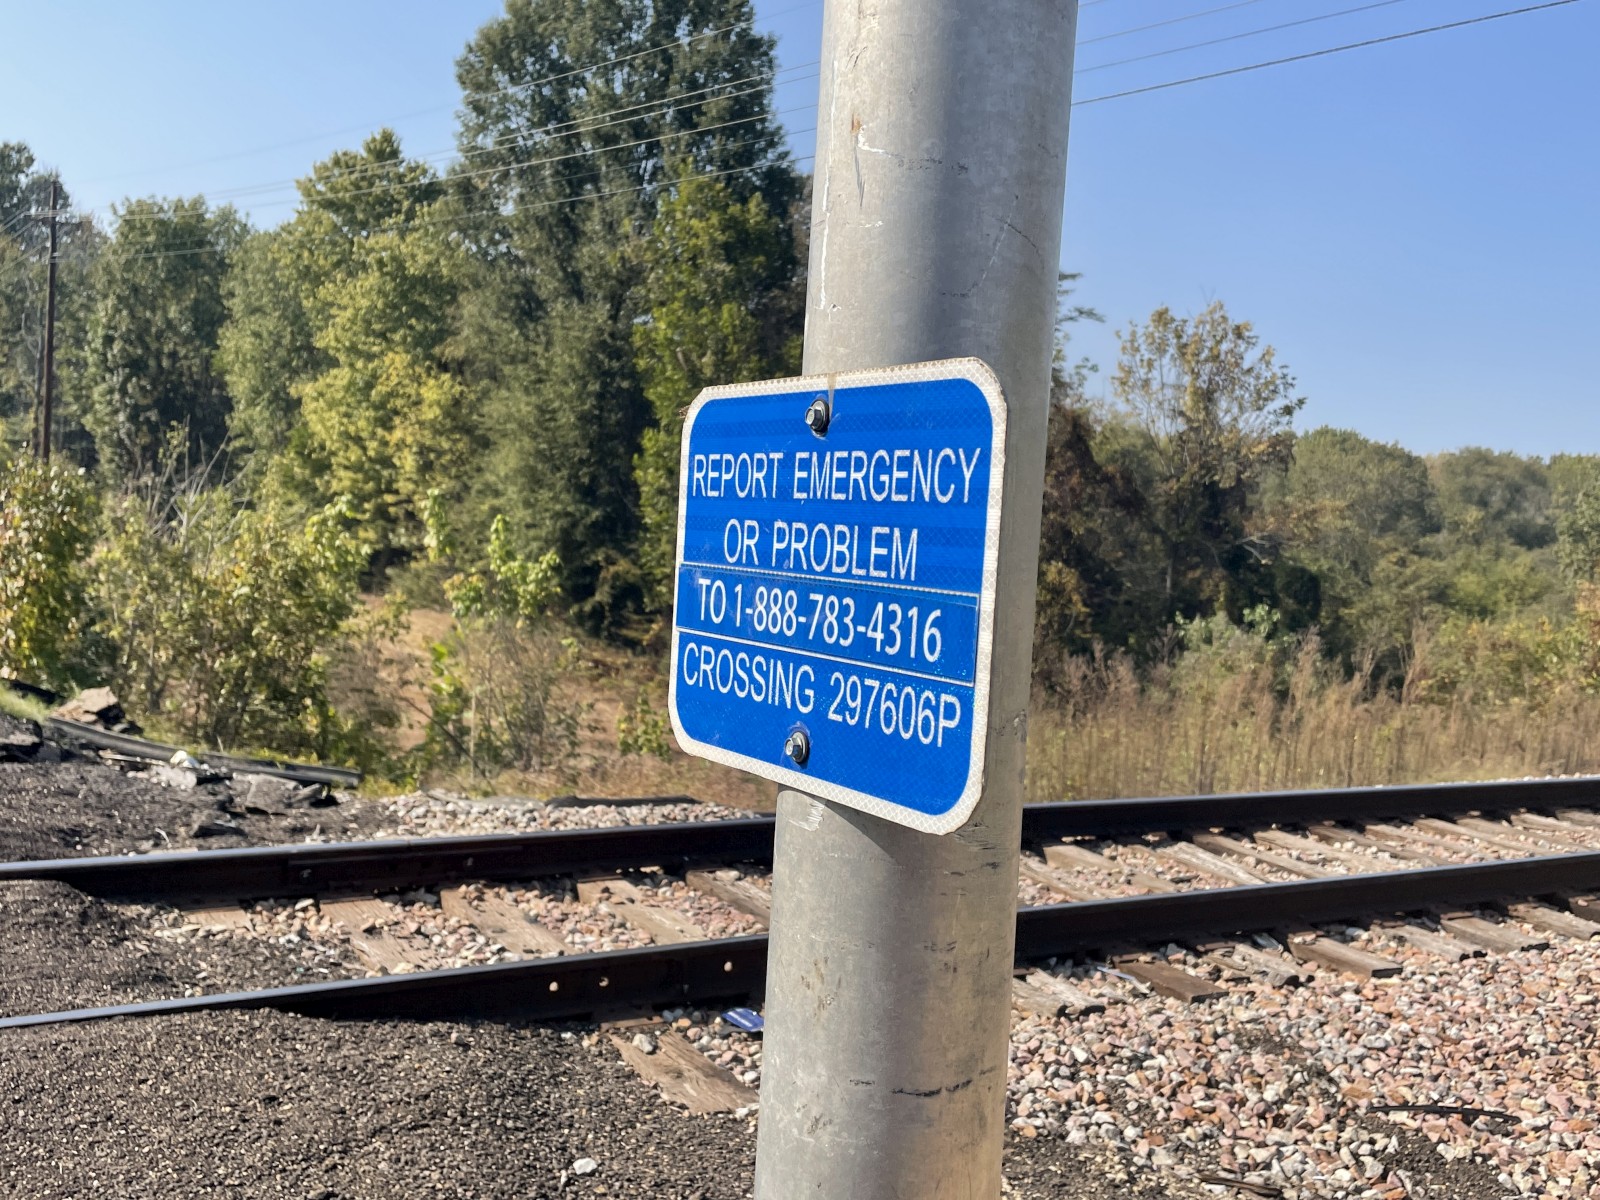 REPORT EMERGENCY
OR PROBLEM
TO 1-888-783-4316
CROSSING 297606P